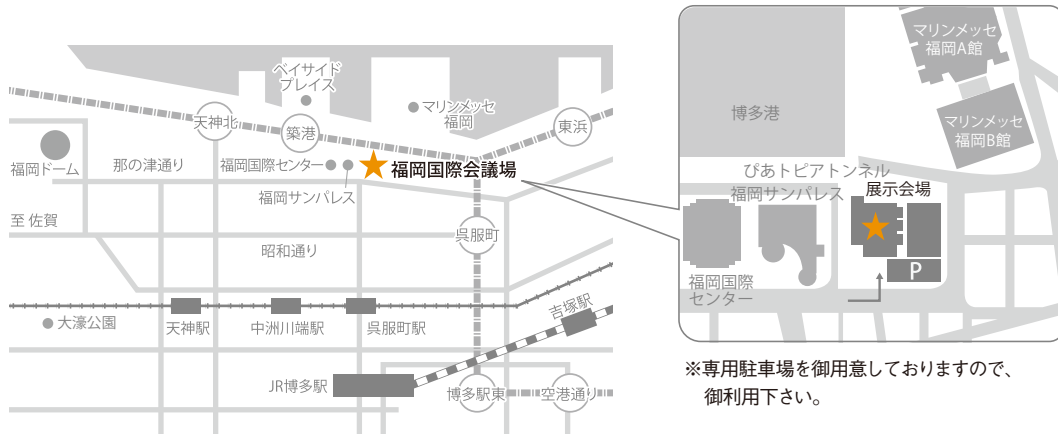 ベイサイド
プレイス
天神北
築港
マリンメッセ
福岡
東浜
福岡ドーム
那の津通り
福岡国際センター
福岡国際会議場
福岡サンパレス
至 佐賀
呉服町
昭和通り
大濠公園
天神駅
中洲川端駅
呉服町駅
吉塚駅
JR博多駅
博多駅東
空港通り
マリンメッセ
福岡A館
博多港
マリンメッセ
福岡B館
ぴあトピアトンネル
福岡サンパレス
展示会場
福岡国際
センター
P
※専用駐車場を御用意しておりますので、
御利用下さい。